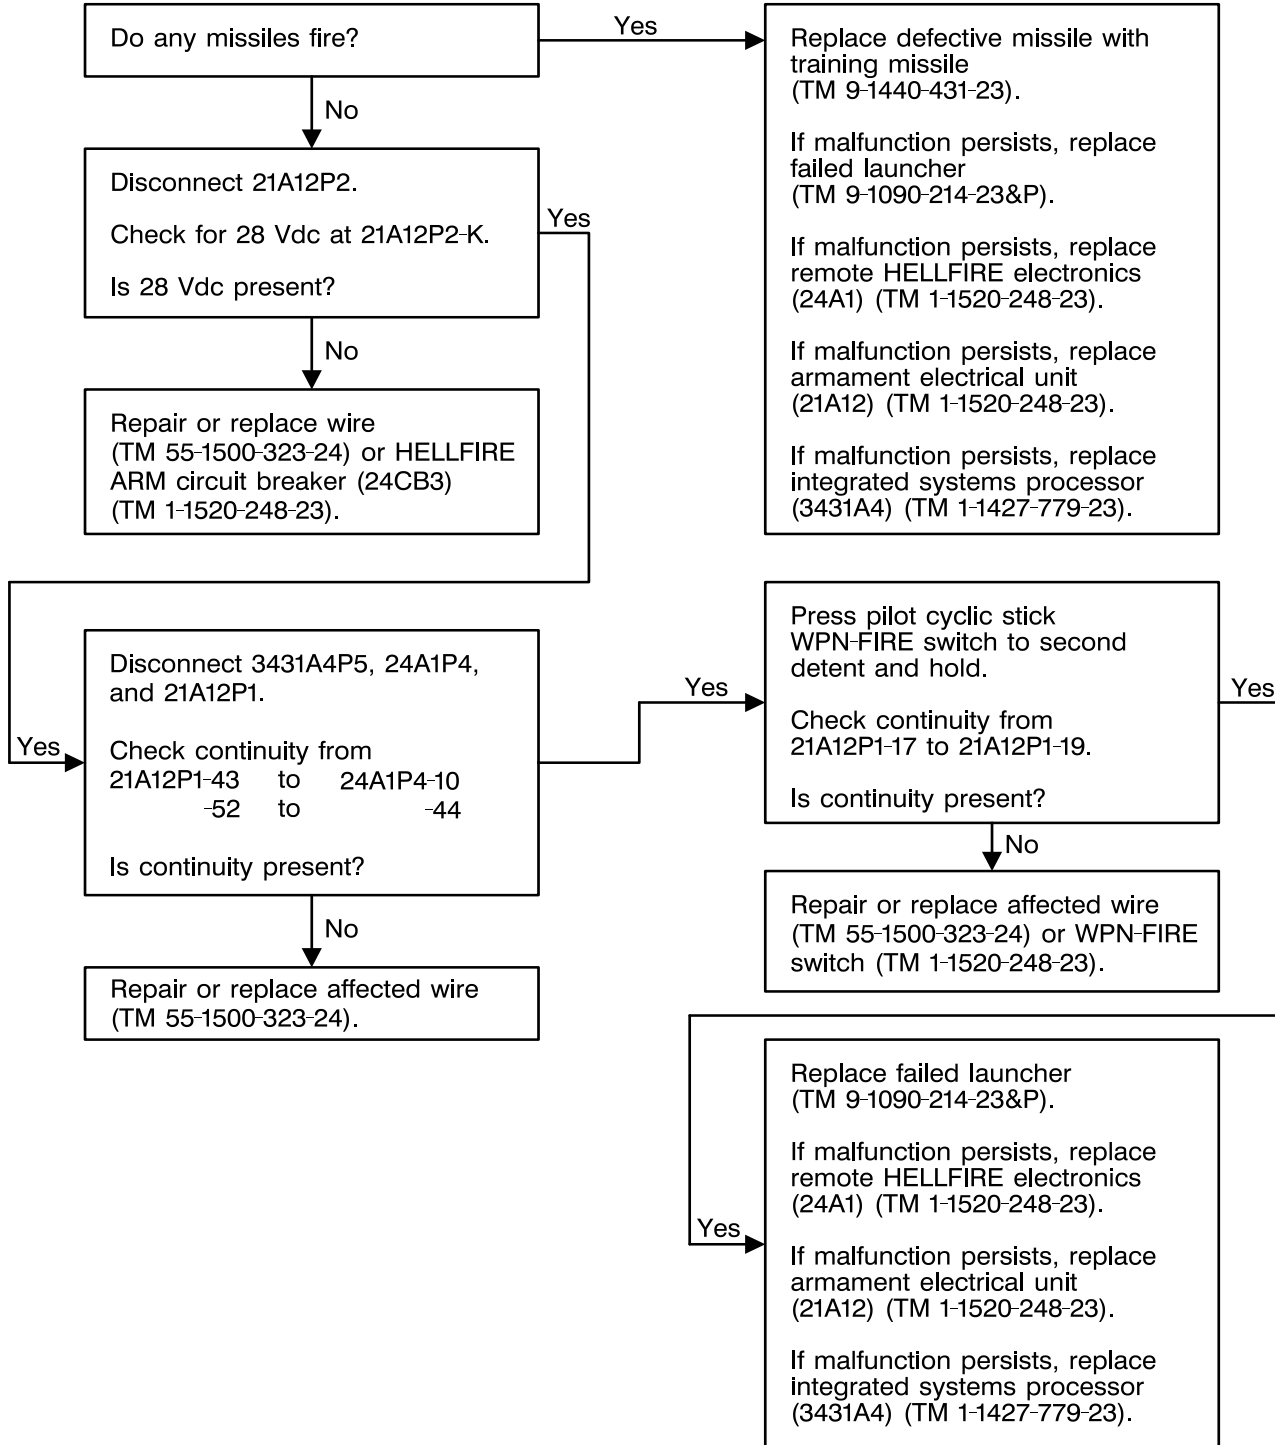 Do any missiles fire?
Yes
Replace defective missile with
training missile
(TM 9-1440-431-23).
If malfunction persists, replace
failed launcher
(TM 9-1090-214-23&P).
If malfunction persists, replace
remote HELLFIRE electronics
(24A1) (TM 1-1520-248-23).
If malfunction persists, replace
armament electrical unit
(21A12) (TM 1-1520-248-23).
If malfunction persists, replace
integrated systems processor
(3431A4) (TM 1-1427-779-23).
No
Disconnect 21A12P2.
Check for 28 Vdc at 21A12P2-K.
Is 28 Vdc present?
Yes
No
Repair or replace wire
(TM 55-1500-323-24) or HELLFIRE
ARM circuit breaker (24CB3)
(TM 1-1520-248-23).
Yes
Disconnect 3431A4P5, 24A1P4,
and 21A12P1.
Check continuity from
21A12P1-43 to 24A1P4-10
-52 to -44
Is continuity present?
No
Repair or replace affected wire
(TM 55-1500-323-24).
Yes
Press pilot cyclic stick
WPN-FIRE switch to second
detent and hold.
Check continuity from
21A12P1-17 to 21A12P1-19.
Is continuity present?
Yes
No
Repair or replace affected wire
(TM 55-1500-323-24) or WPN-FIRE
switch (TM 1-1520-248-23).
Yes
Replace failed launcher
(TM 9-1090-214-23&P).
If malfunction persists, replace
remote HELLFIRE electronics
(24A1) (TM 1-1520-248-23).
If malfunction persists, replace
armament electrical unit
(21A12) (TM 1-1520-248-23).
If malfunction persists, replace
integrated systems processor
(3431A4) (TM 1-1427-779-23).